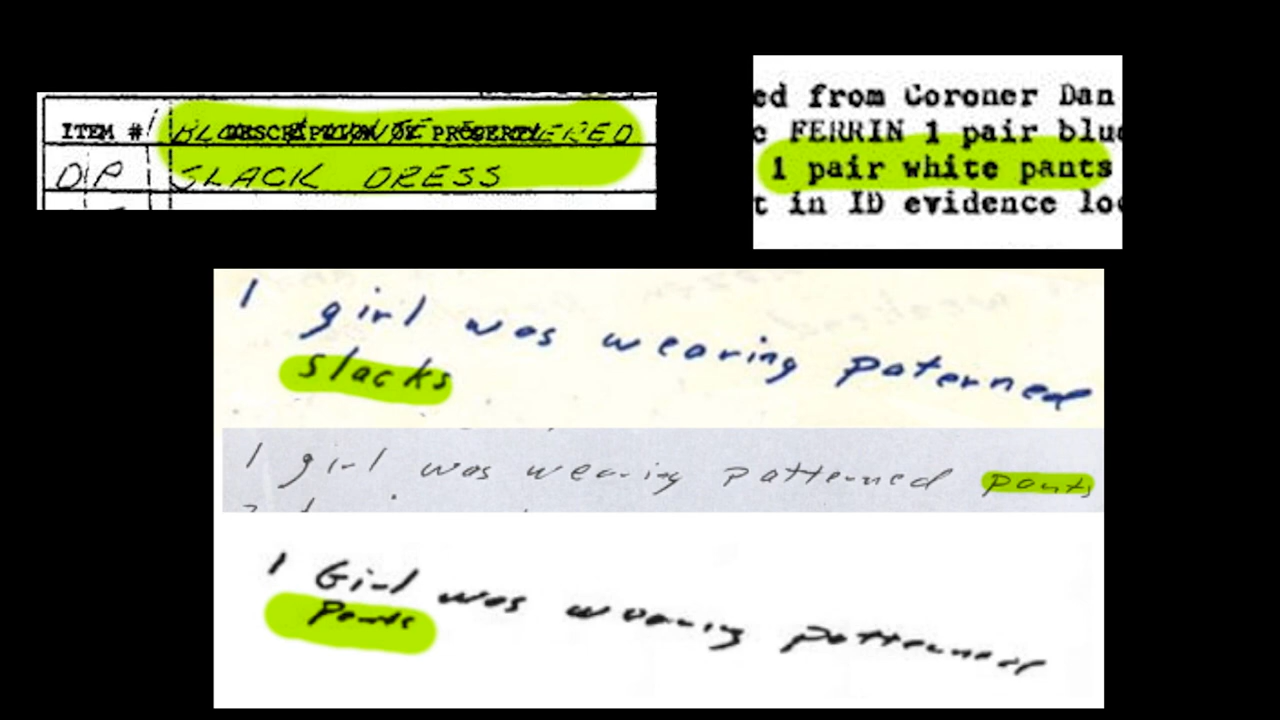 ITEM # DESCRIPTION OF PROPERTY
D P SLACK DRESS
ed from Coroner Dan
FERRIN 1 pair blu
1 pair white pants
t in ID evidence lo
1 girl was wearing paterned
slacks
1 girl was wearing patterned pants
1 Girl was wearing patterned
Pants